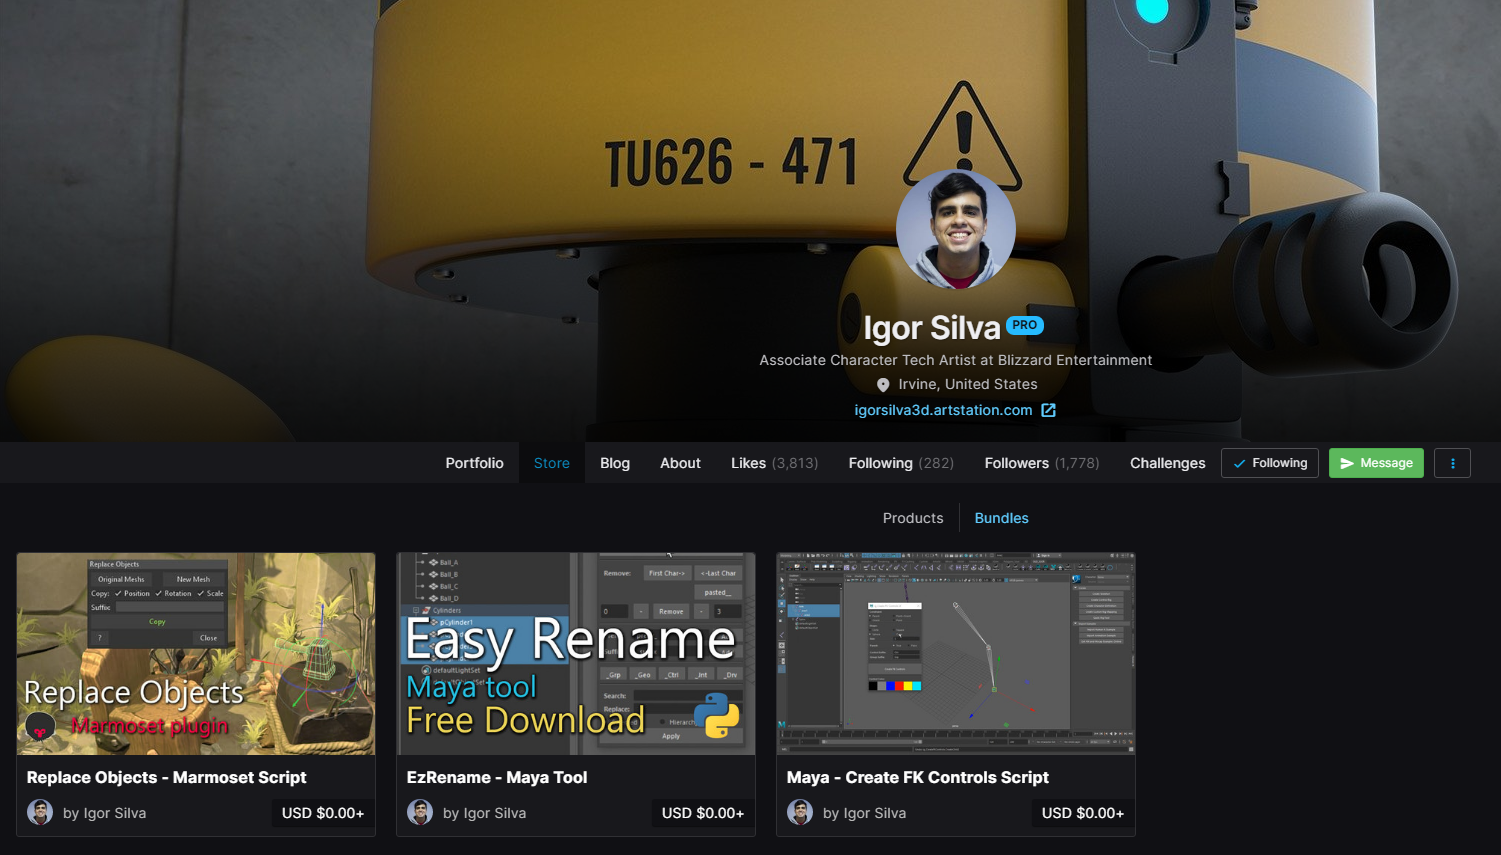 TU626 - 471
Igor Silva PRO
Associate Character Tech Artist at Blizzard Entertainment
Irvine, United States
igorsilva3d.artstation.com
Portfolio Store Blog About Likes (3,813) Following (282) Followers (1,778) Challenges Following Message
Products Bundles
Replace Objects
Original Meshs New Mesh
Copy: Position Rotation Scale
Suffix:
Copy
? Close
Replace Objects
Marmoset plugin
Replace Objects - Marmoset Script
by Igor Silva USD $0.00+
Ball_A
Ball_B
Ball_C
Ball_D
Cylinders
pCylinder1
defaultLightSet
Remove: First Char-> <-Last Char
pasted__
0 - Remove - 3
Easy Rename
_Grp _Geo _Ctrl _Jnt _Div
Maya tool
Search:
Replace:
Free Download
Hierarch
Apply
EzRename - Maya Tool
by Igor Silva USD $0.00+
Maya - Create FK Controls Script
by Igor Silva USD $0.00+